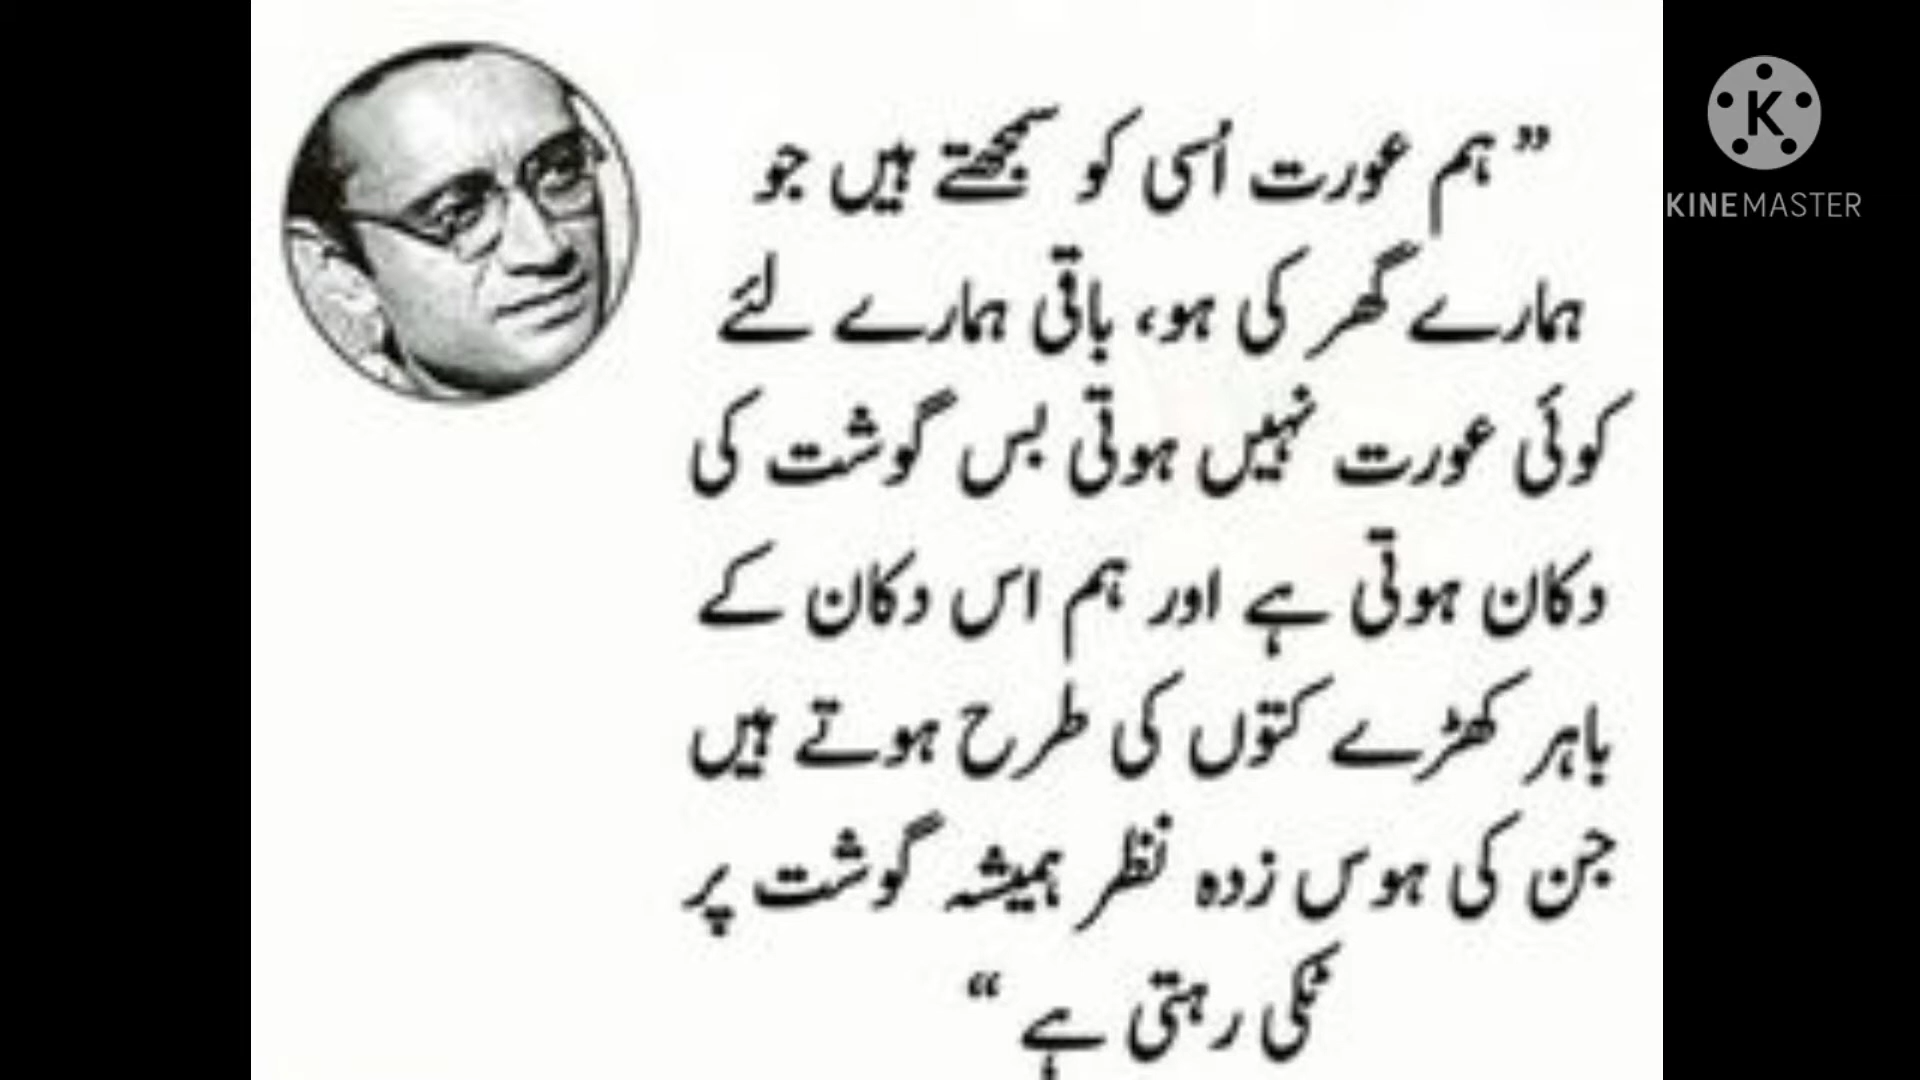 ” ہم عورت اُسی کو سمجھتے ہیں جو
ہمارے گھر کی ہو، باقی ہمارے لئے
کوئی عورت نہیں ہوتی بس گوشت کی
دکان ہوتی ہے اور ہم اس دکان کے
باہر کھڑے کتوں کی طرح ہوتے ہیں
جن کی ہوس زدہ نظر ہمیشہ گوشت پر
ٹکی رہتی ہے “
K
KINEMASTER